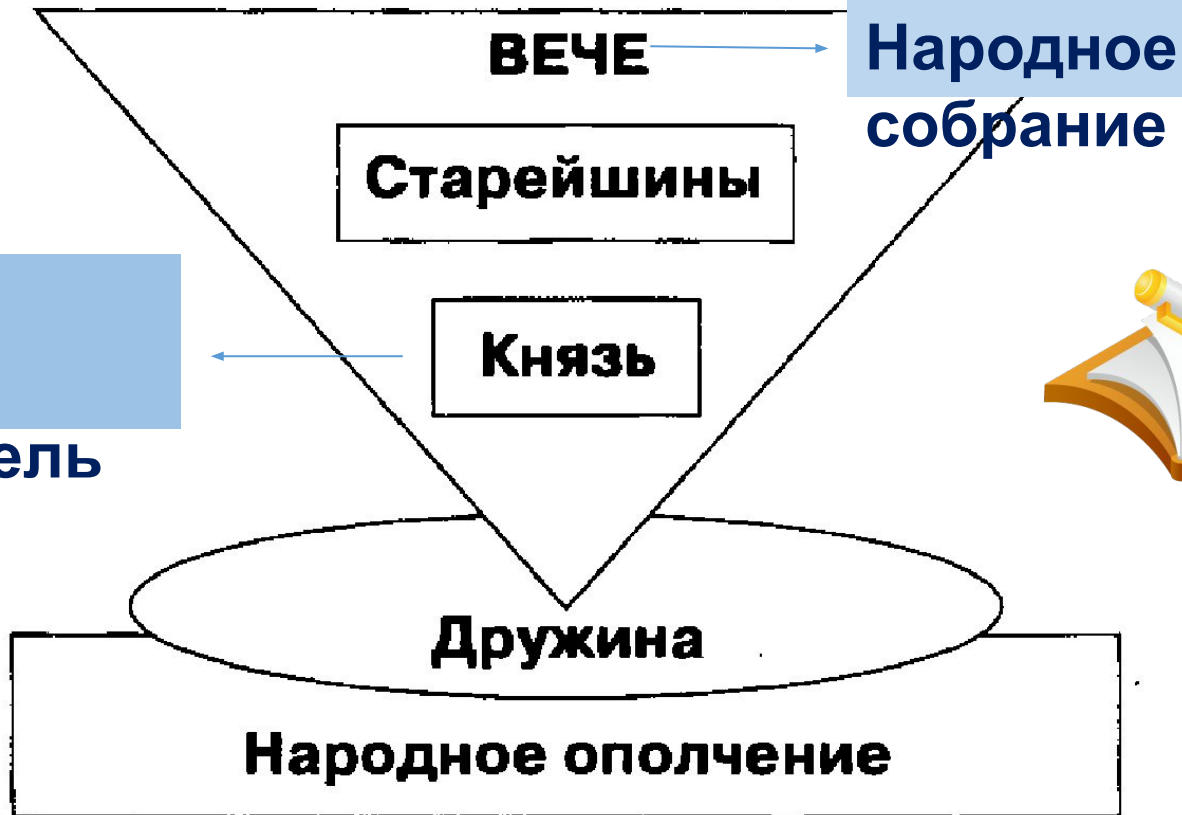 ВЕЧЕ
Народное
собрание
Старейшины
Князь
ель
Дружина
Народное ополчение